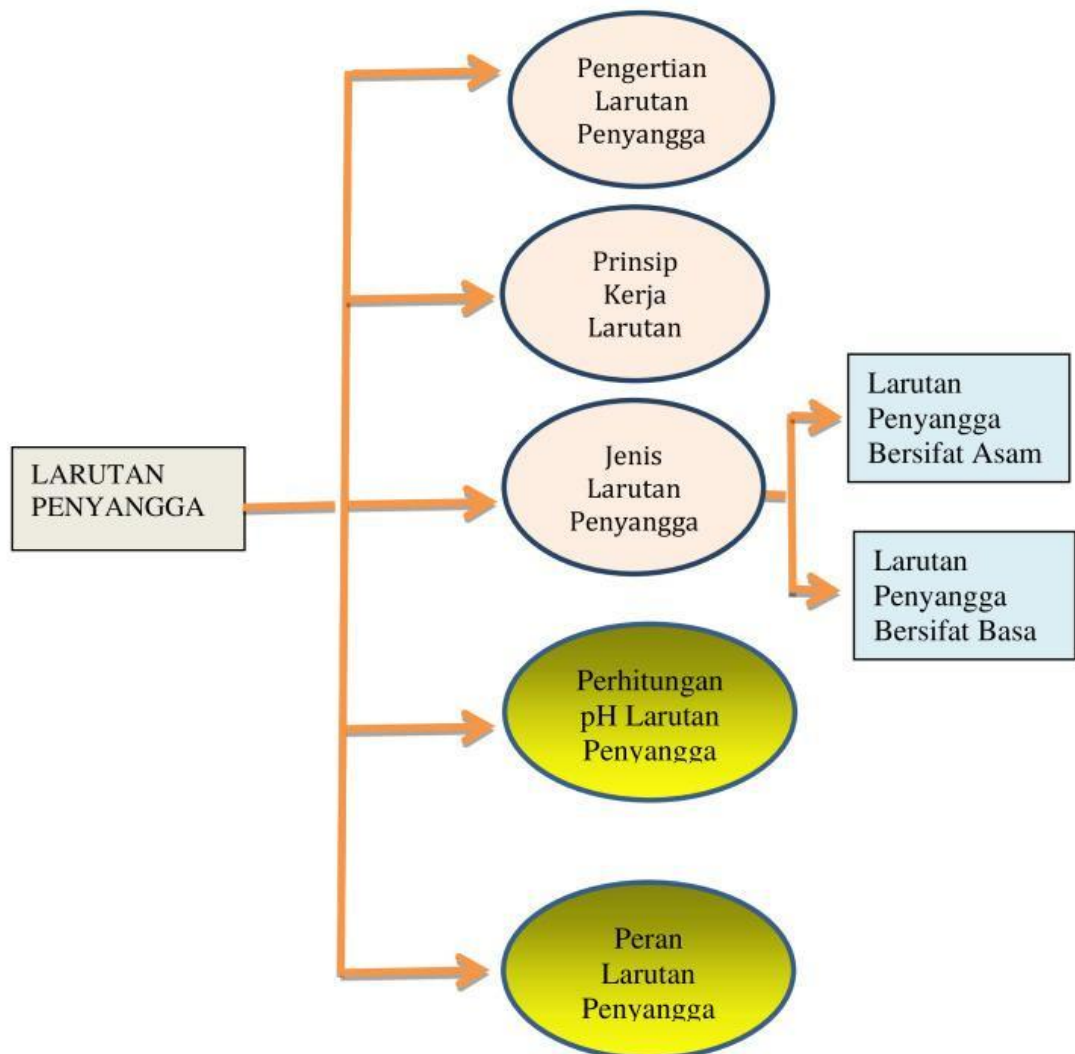 LARUTAN
PENYANGGA
Pengertian
Larutan
Penyangga
Prinsip
Kerja
Larutan
Jenis
Larutan
Penyangga
Larutan
Penyangga
Bersifat Asam
Larutan
Penyangga
Bersifat Basa
Perhitungan
pH Larutan
Penyangga
Peran
Larutan
Penyangga